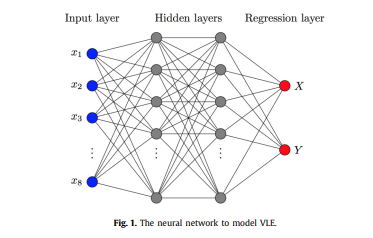 Input layer Hidden layers Regression layer
x₁
x₂ X
x₃
Y
⋮ ⋮ ⋮
x₈
Fig. 1. The neural network to model VLE.